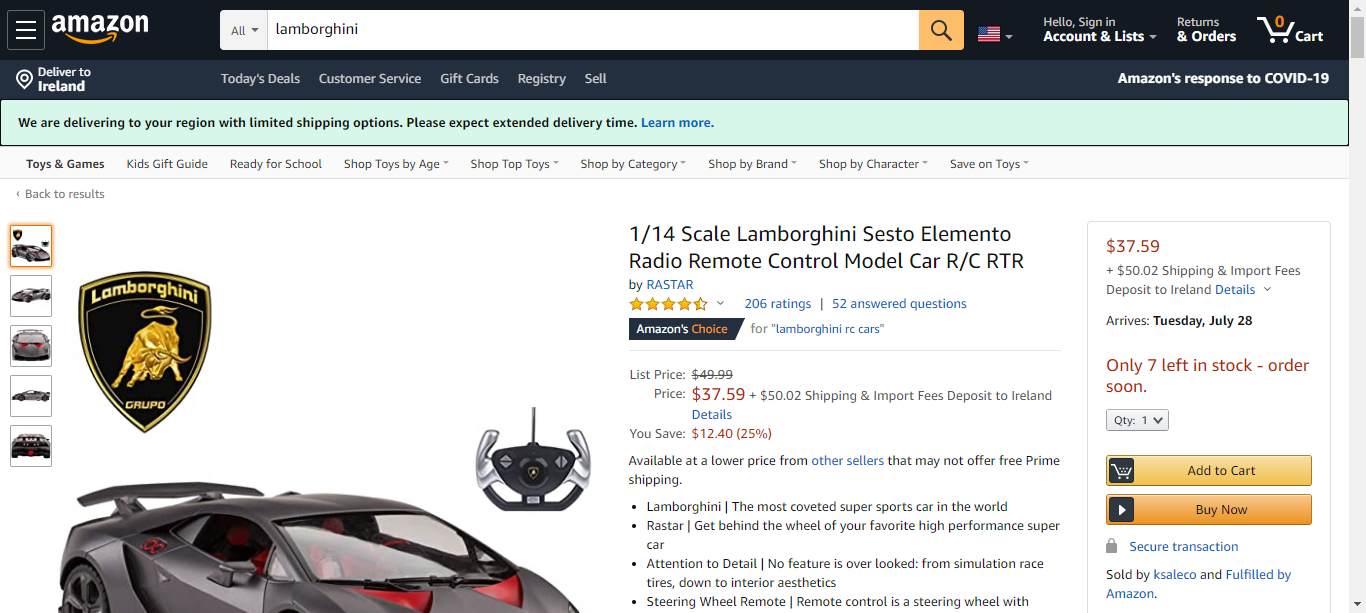 amazon
All
lamborghini
Hello, Sign in
Account & Lists
Returns
& Orders
0
Cart
Deliver to
Ireland
Today's Deals
Customer Service
Gift Cards
Registry
Sell
Amazon's response to COVID-19
We are delivering to your region with limited shipping options. Please expect extended delivery time. Learn more.
Toys & Games
Kids Gift Guide
Ready for School
Shop Toys by Age
Shop Top Toys
Shop by Category
Shop by Brand
Shop by Character
Save on Toys
‹ Back to results
Lamborghini
GRUPO
1/14 Scale Lamborghini Sesto Elemento
Radio Remote Control Model Car R/C RTR
by RASTAR
206 ratings | 52 answered questions
Amazon's Choice for "lamborghini rc cars"
List Price: $49.99
Price: $37.59 + $50.02 Shipping & Import Fees Deposit to Ireland
Details
You Save: $12.40 (25%)
Available at a lower price from other sellers that may not offer free Prime
shipping.
• Lamborghini | The most coveted super sports car in the world
• Rastar | Get behind the wheel of your favorite high performance super
car
• Attention to Detail | No feature is over looked: from simulation race
tires, down to interior aesthetics
• Steering Wheel Remote | Remote control is a steering wheel with
$37.59
+ $50.02 Shipping & Import Fees
Deposit to Ireland Details
Arrives: Tuesday, July 28
Only 7 left in stock - order
soon.
Qty: 1
Add to Cart
Buy Now
Secure transaction
Sold by ksaleco and Fulfilled by
Amazon.